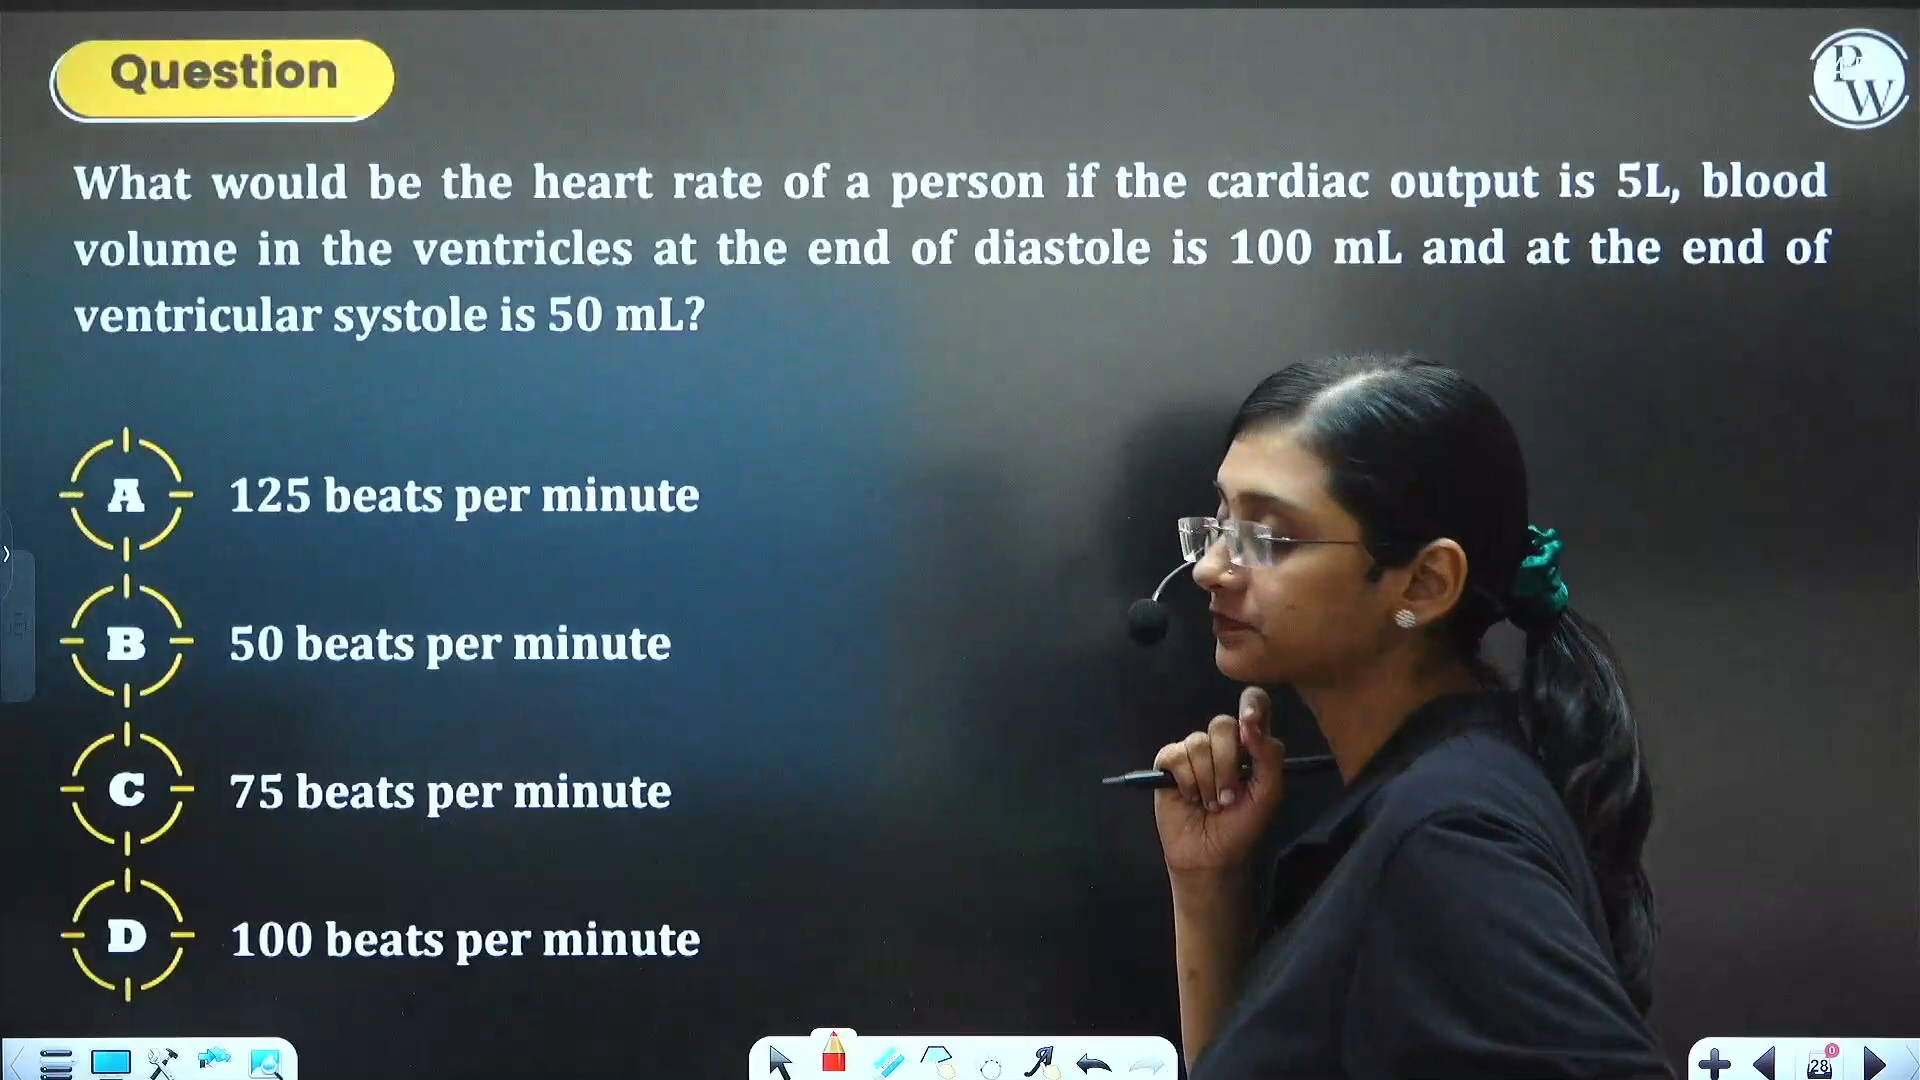 Question
PW
What would be the heart rate of a person if the cardiac output is 5L, blood
volume in the ventricles at the end of diastole is 100 mL and at the end of
ventricular systole is 50 mL?
A 125 beats per minute
B 50 beats per minute
C 75 beats per minute
D 100 beats per minute
28
0